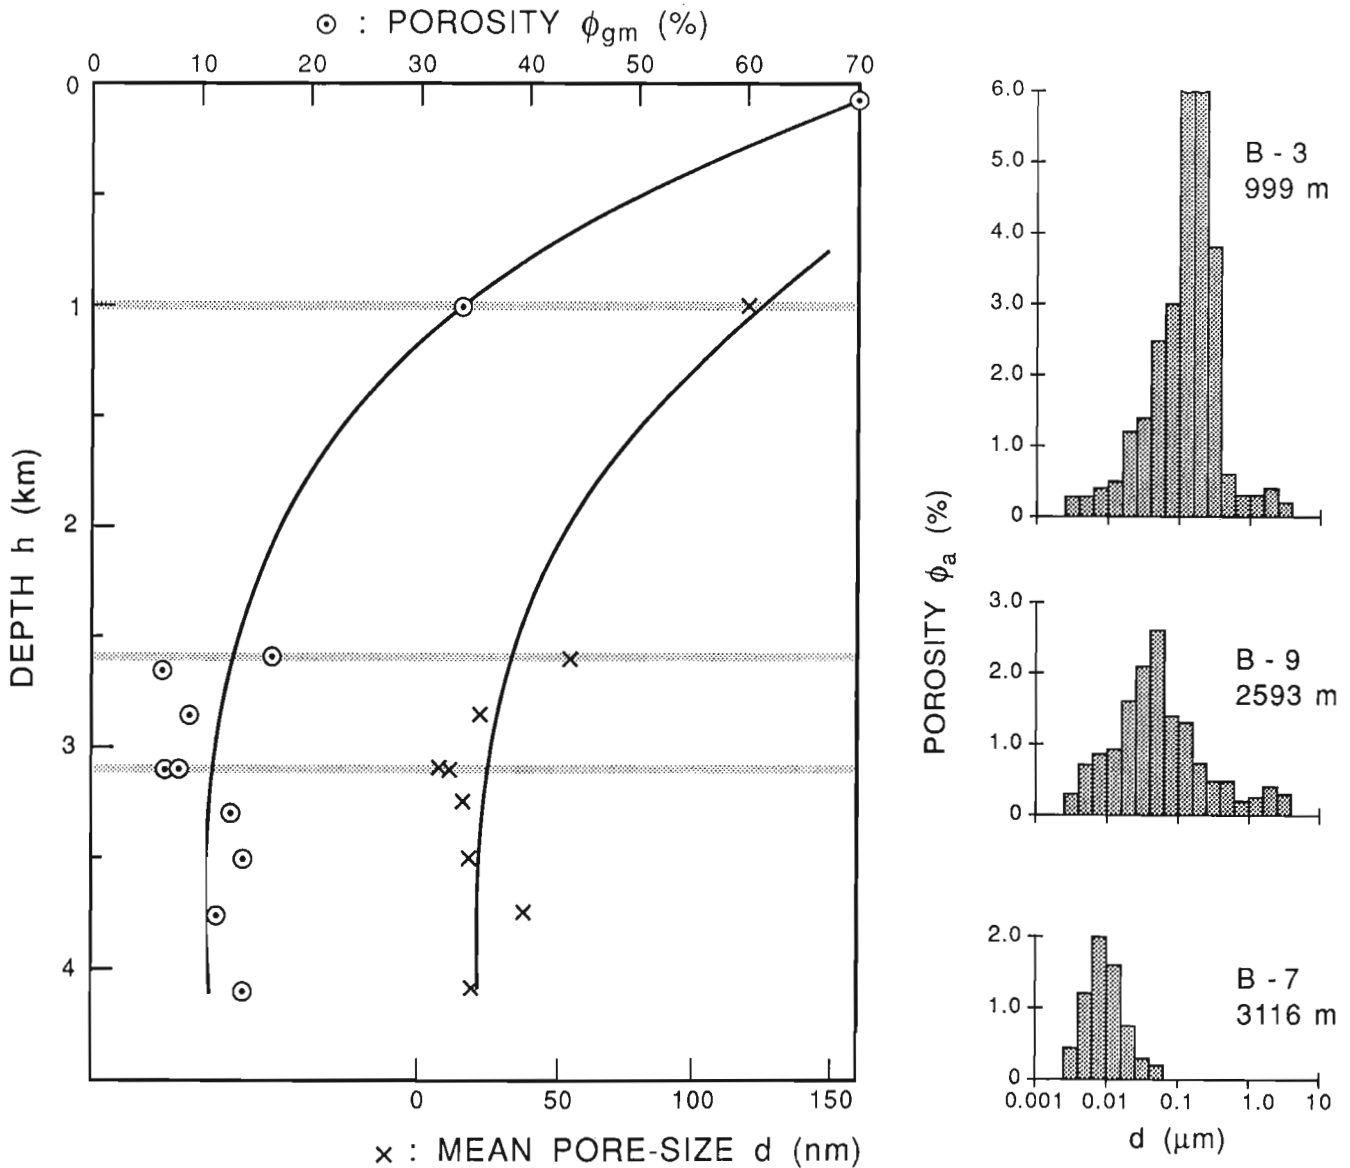 ⊙ : POROSITY ϕgm (%)
0 10 20 30 40 50 60 70
0
1
2
3
4
DEPTH h (km)
0 50 100 150
× : MEAN PORE-SIZE d (nm)
6.0
5.0
4.0
3.0
2.0
1.0
0
B - 3
999 m
POROSITY ϕa (%)
3.0
2.0
1.0
0
B - 9
2593 m
2.0
1.0
0
B - 7
3116 m
0.001 0.01 0.1 1.0 10
d (μm)